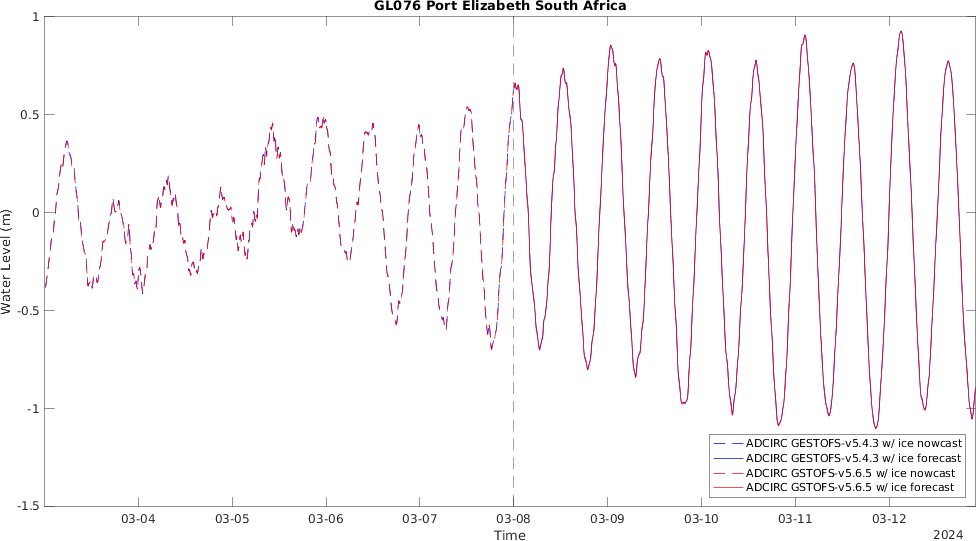 GL076 Port Elizabeth South Africa
1
0.5
0
-0.5
-1
-1.5
Water Level (m)
ADCIRC GESTOFS-v5.4.3 w/ ice nowcast
ADCIRC GESTOFS-v5.4.3 w/ ice forecast
ADCIRC GSTOFS-v5.6.5 w/ ice nowcast
ADCIRC GSTOFS-v5.6.5 w/ ice forecast
03-04 03-05 03-06 03-07 03-08 03-09 03-10 03-11 03-12
Time
2024